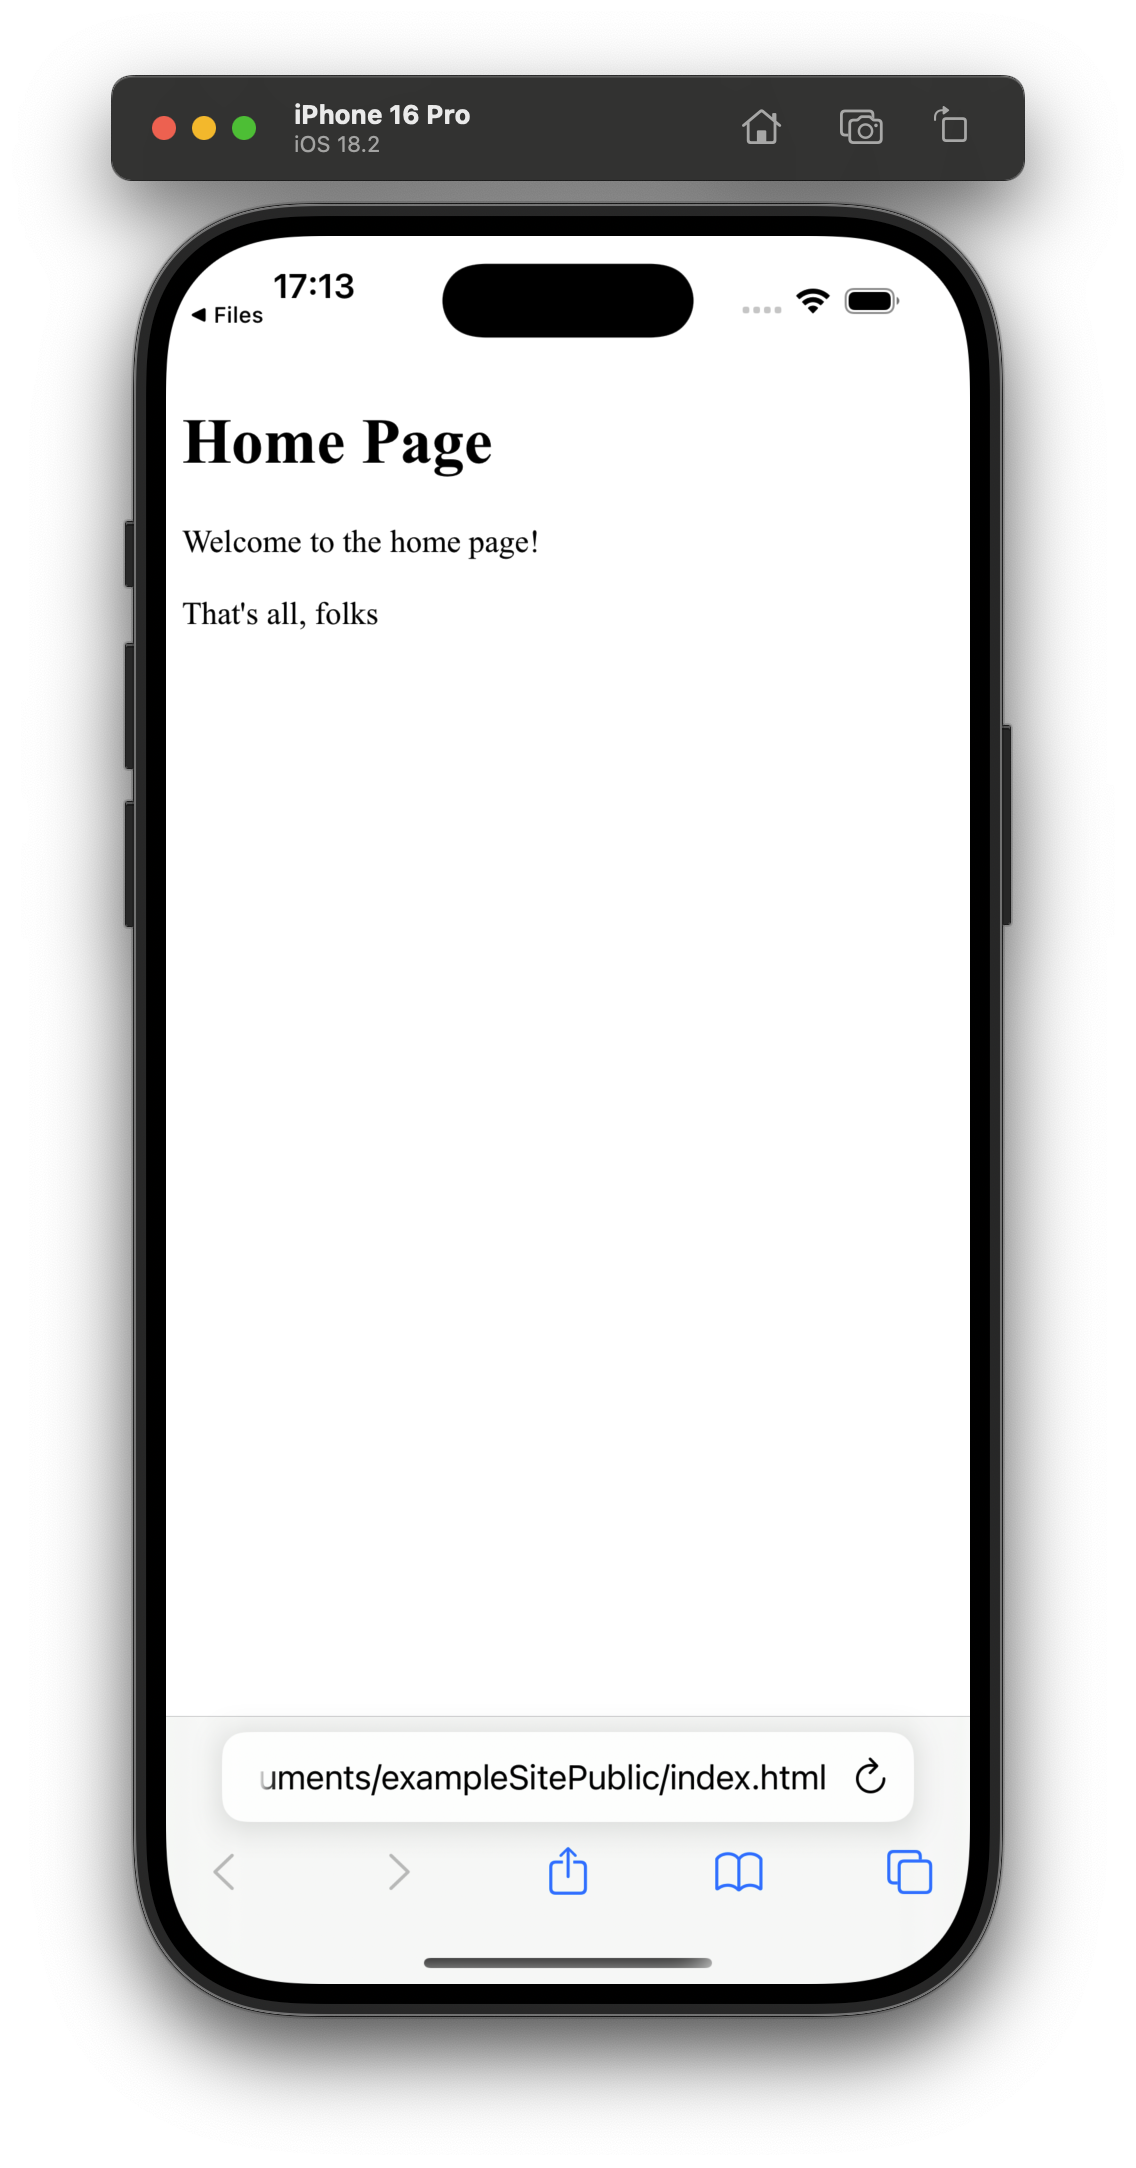 iPhone 16 Pro
iOS 18.2
17:13
◀ Files
Home Page
Welcome to the home page!
That's all, folks
uments/exampleSitePublic/index.html